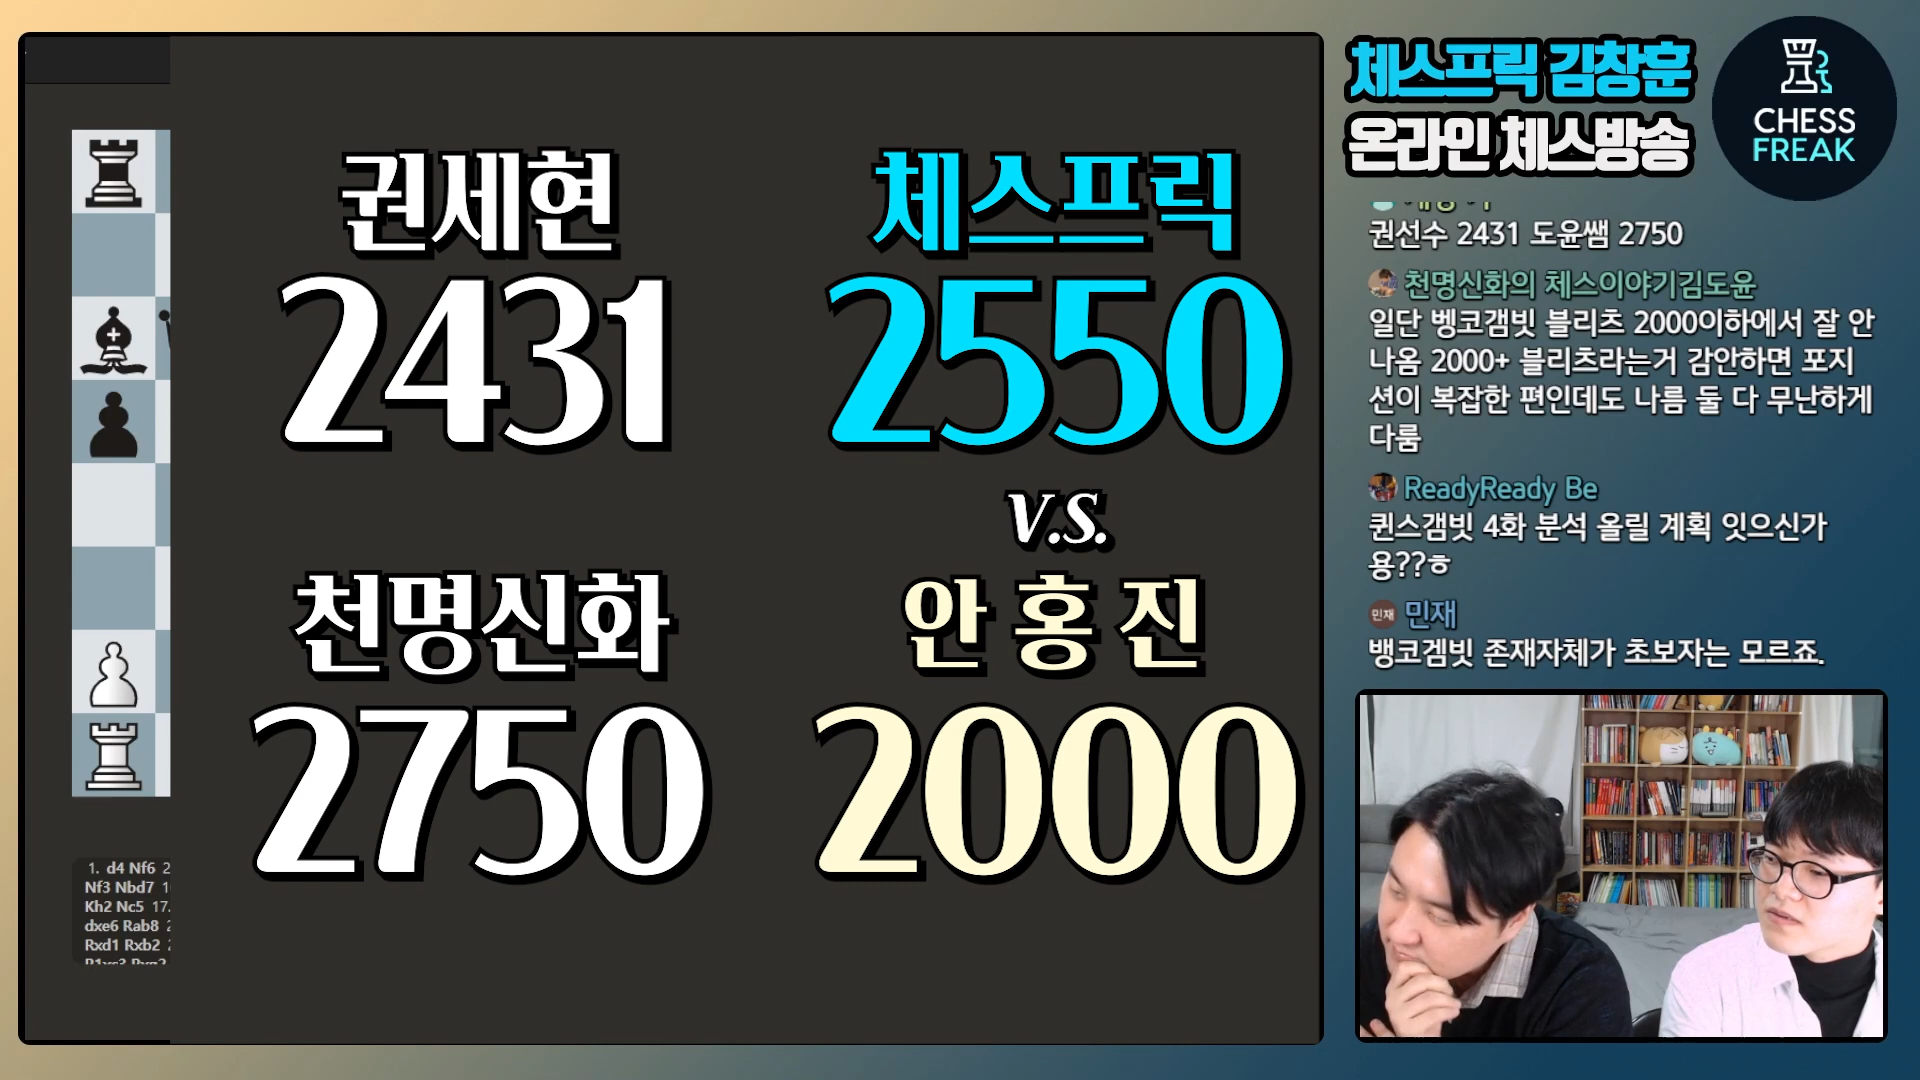 권세현
2431
체스프릭
2550
v.s.
천명신화
2750
안홍진
2000
1. d4 Nf6 2
Nf3 Nbd7
Kh2 Nc5 17.
dxe6 Rab8
Rxd1 Rxb2
체스프릭 김창훈
온라인 체스방송
CHESS
FREAK
권선수 2431 도윤쌤 2750
천명신화의 체스이야기김도윤
일단 벵코갬빗 블리츠 2000이하에서 잘 안
나옴 2000+ 블리츠라는거 감안하면 포지
션이 복잡한 편인데도 나름 둘 다 무난하게
다룸
ReadyReady Be
퀸스갬빗 4화 분석 올릴 계획 잇으신가
용??ㅎ
민재 민재
뱅코겜빗 존재자체가 초보자는 모르죠.